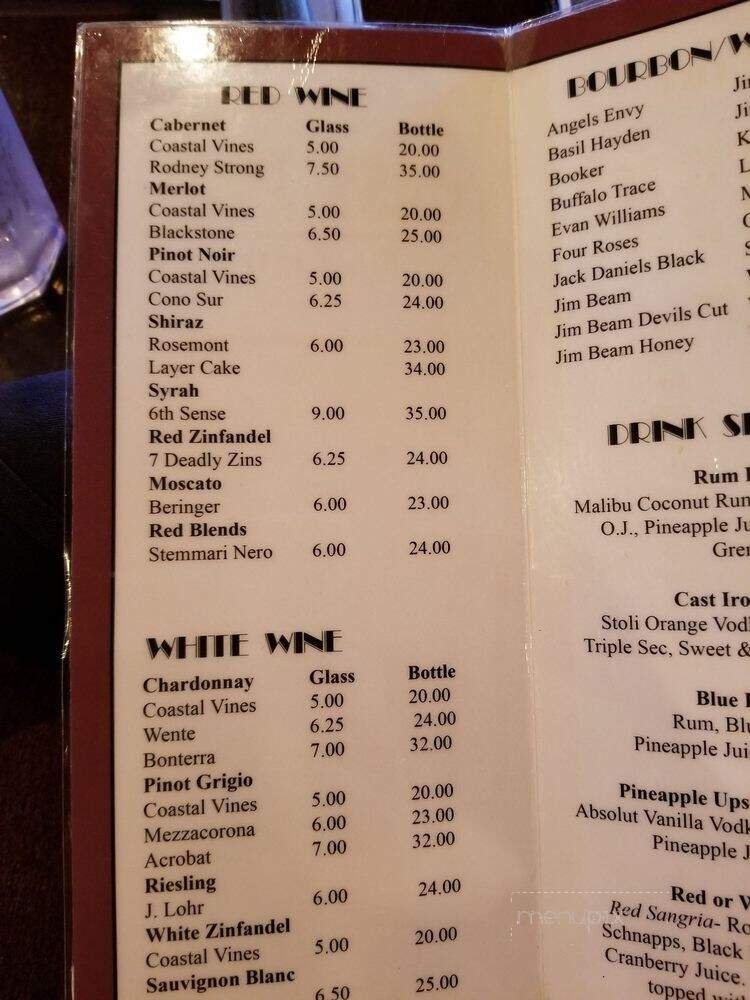 RED WINE
Cabernet Glass Bottle
Coastal Vines 5.00 20.00
Rodney Strong 7.50 35.00
Merlot
Coastal Vines 5.00 20.00
Blackstone 6.50 25.00
Pinot Noir
Coastal Vines 5.00 20.00
Cono Sur 6.25 24.00
Shiraz
Rosemont 6.00 23.00
Layer Cake 34.00
Syrah
6th Sense 9.00 35.00
Red Zinfandel
7 Deadly Zins 6.25 24.00
Moscato
Beringer 6.00 23.00
Red Blends
Stemmari Nero 6.00 24.00
WHITE WINE
Chardonnay Glass Bottle
Coastal Vines 5.00 20.00
Wente 6.25 24.00
Bonterra 7.00 32.00
Pinot Grigio
Coastal Vines 5.00 20.00
Mezzacorona 6.00 23.00
Acrobat 7.00 32.00
Riesling
J. Lohr 6.00 24.00
White Zinfandel
Coastal Vines 5.00 20.00
Sauvignon Blanc
6.50 25.00
BOURBON/W
Angels Envy
Basil Hayden
Booker
Buffalo Trace
Evan Williams
Four Roses
Jack Daniels Black
Jim Beam
Jim Beam Devils Cut
Jim Beam Honey
DRINK
Rum
Malibu Coconut Rum
O.J., Pineapple
Cast
Stoli Orange
Triple Sec, Sweet &
Blue
Rum,
Pineapple
Pineapple
Absolut Vanilla
Pineapple
Red or
Red Sangria-
Schnapps, Black
Cranberry Juice.
topped
menupix